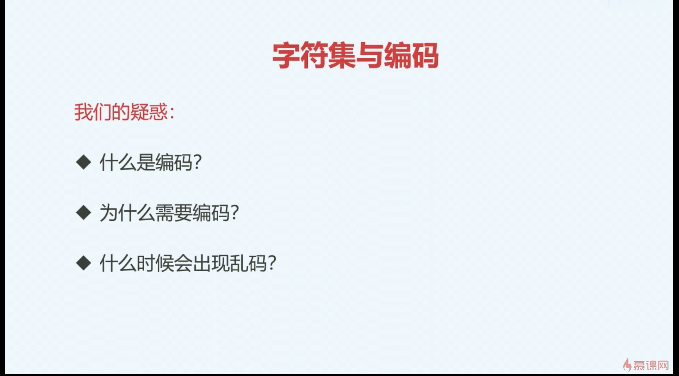 字符集与编码
我们的疑惑：
◆ 什么是编码？
◆ 为什么需要编码？
◆ 什么时候会出现乱码？
慕课网